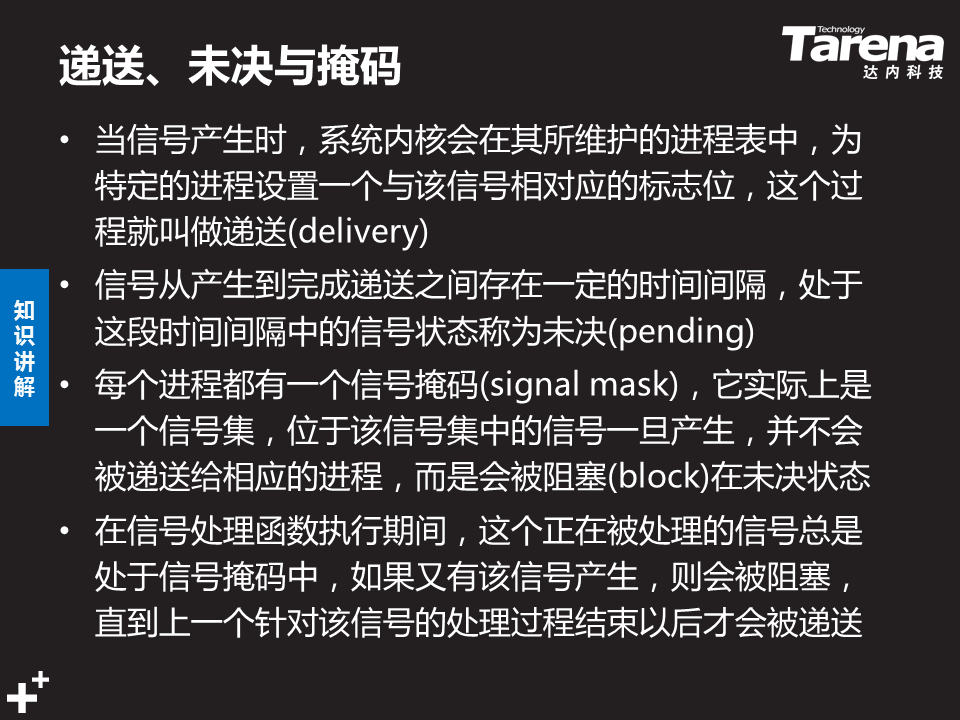 递送、未决与掩码
Technology
Tarena
达内科技
• 当信号产生时，系统内核会在其所维护的进程表中，为
特定的进程设置一个与该信号相对应的标志位，这个过
程就叫做递送(delivery)
• 信号从产生到完成递送之间存在一定的时间间隔，处于
这段时间间隔中的信号状态称为未决(pending)
知识讲解
• 每个进程都有一个信号掩码(signal mask)，它实际上是
一个信号集，位于该信号集中的信号一旦产生，并不会
被递送给相应的进程，而是会被阻塞(block)在未决状态
• 在信号处理函数执行期间，这个正在被处理的信号总是
处于信号掩码中，如果又有该信号产生，则会被阻塞，
直到上一个针对该信号的处理过程结束以后才会被递送